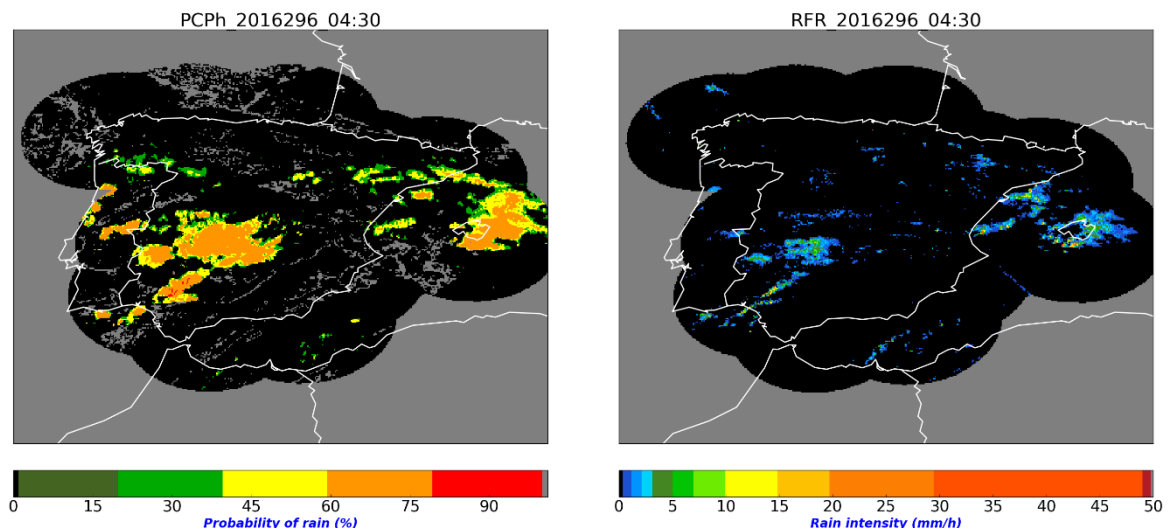 PCPh_2016296_04:30
RFR_2016296_04:30
0 15 30 45 60 75 90
Probability of rain (%)
0 5 10 15 20 25 30 35 40 45 50
Rain intensity (mm/h)